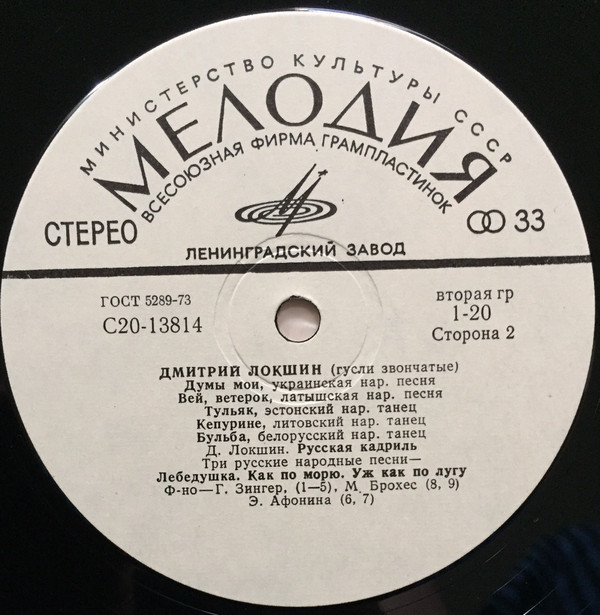 МИНИСТЕРСТВО КУЛЬТУРЫ СССР
МЕЛОДИЯ
ВСЕСОЮЗНАЯ ФИРМА ГРАМПЛАСТИНОК
СТЕРЕО
33
ЛЕНИНГРАДСКИЙ ЗАВОД
ГОСТ 5289-73
С20-13814
вторая гр
1-20
Сторона 2
ДМИТРИЙ ЛОКШИН (гусли звончатые)
Думы мои, украинская нар. песня
Вей, ветерок, латышская нар. песня
Тульяк, эстонский нар. танец
Кепурине, литовский нар. танец
Бульба, белорусский нар. танец
Д. Локшин. Русская кадриль
Три русские народные песни—
Лебедушка. Как по морю. Уж как по лугу
Ф-но—Г. Зингер, (1—5), М. Брохес (8, 9)
Э. Афонина (6, 7)